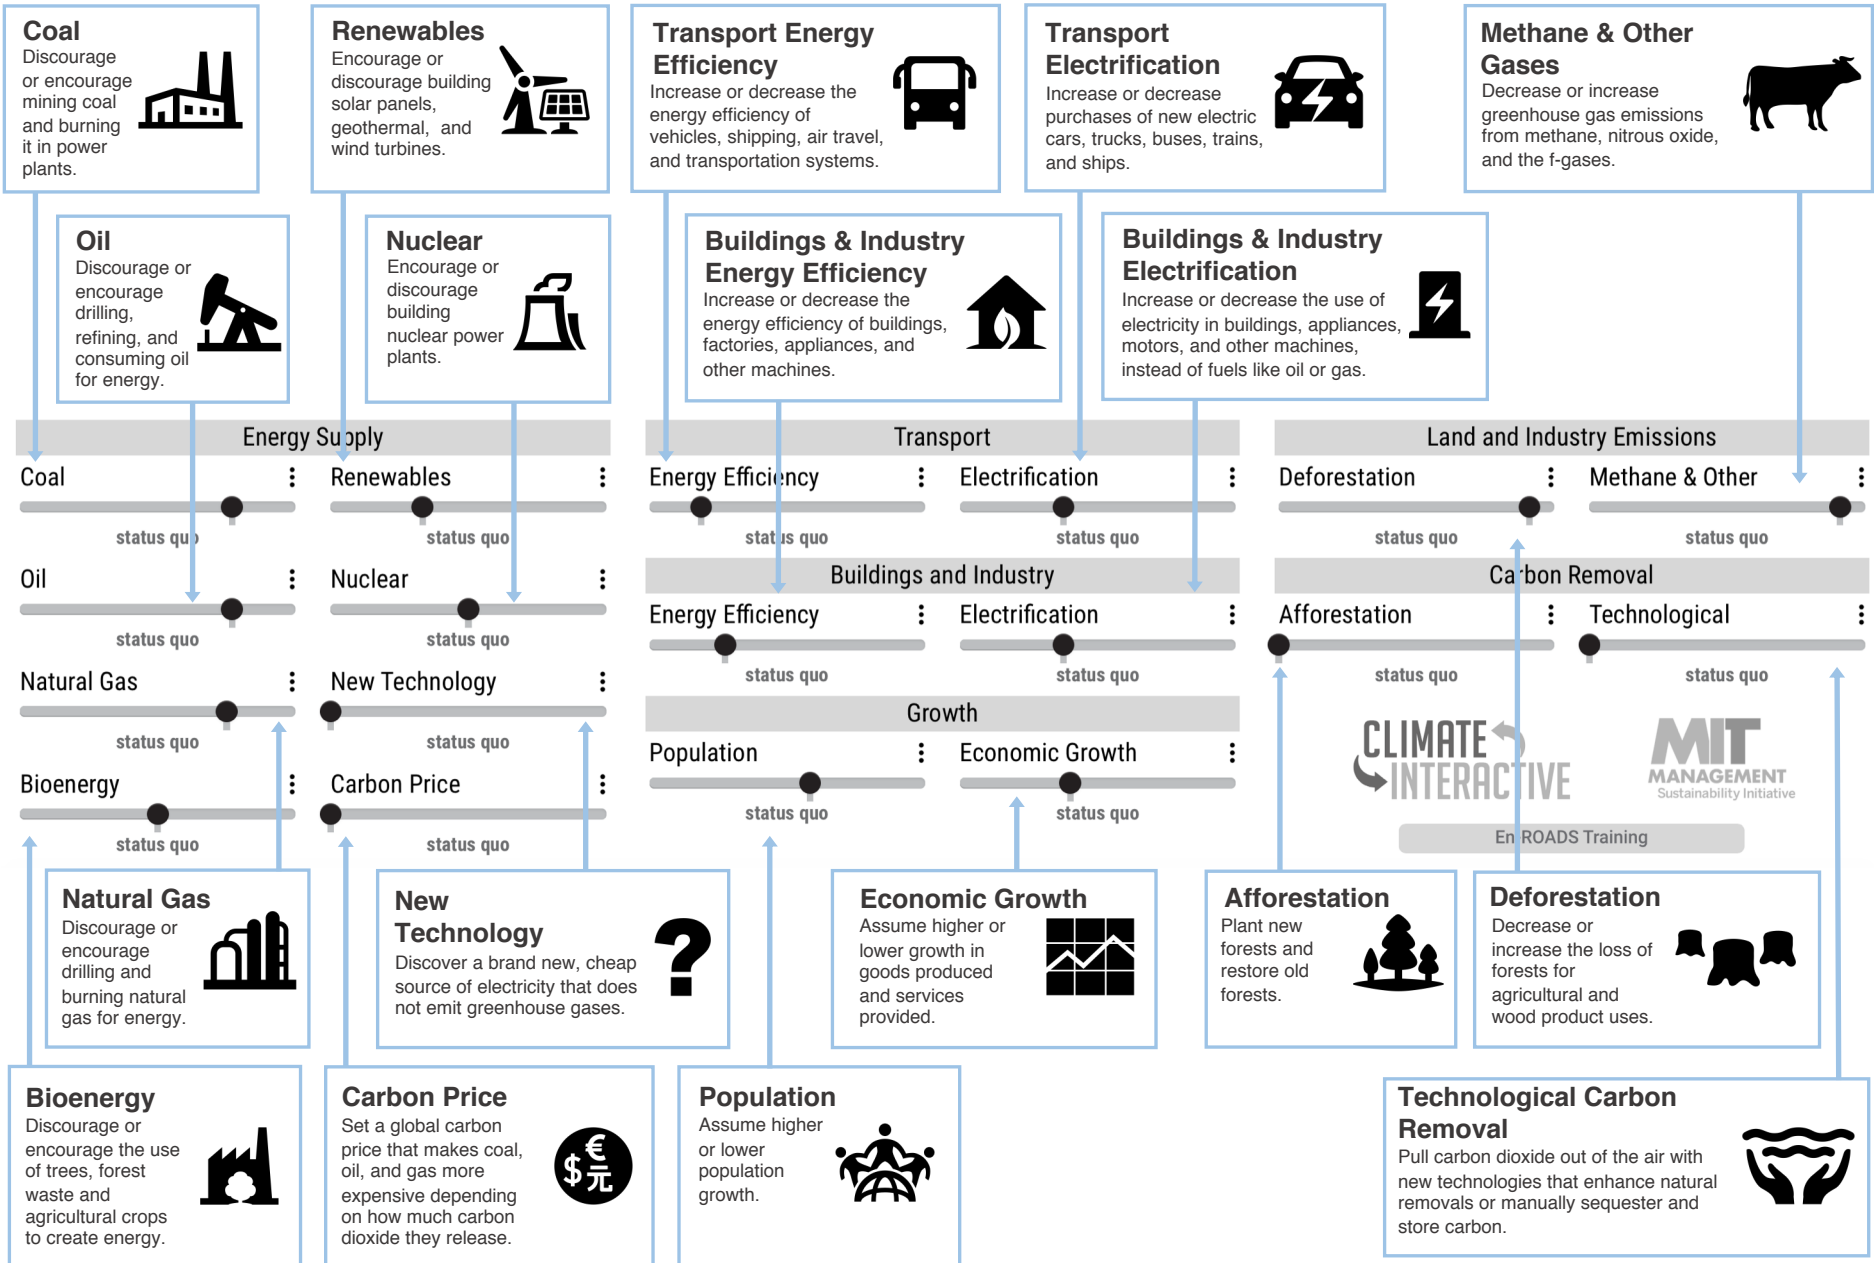 Coal
Discourage
or encourage
mining coal
and burning
it in power
plants.
Renewables
Encourage or
discourage building
solar panels,
geothermal, and
wind turbines.
Transport Energy
Efficiency
Increase or decrease the
energy efficiency of
vehicles, shipping, air travel,
and transportation systems.
Transport
Electrification
Increase or decrease
purchases of new electric
cars, trucks, buses, trains,
and ships.
Methane & Other
Gases
Decrease or increase
greenhouse gas emissions
from methane, nitrous oxide,
and the f-gases.
Oil
Discourage or
encourage
drilling,
refining, and
consuming oil
for energy.
Nuclear
Encourage or
discourage
building
nuclear power
plants.
Buildings & Industry
Energy Efficiency
Increase or decrease the
energy efficiency of buildings,
factories, appliances, and
other machines.
Buildings & Industry
Electrification
Increase or decrease the use of
electricity in buildings, appliances,
motors, and other machines,
instead of fuels like oil or gas.
Energy Supply
Coal
status quo
Renewables
status quo
Oil
status quo
Nuclear
status quo
Natural Gas
status quo
New Technology
status quo
Bioenergy
status quo
Carbon Price
status quo
Transport
Energy Efficiency
status quo
Electrification
status quo
Buildings and Industry
Energy Efficiency
status quo
Electrification
status quo
Growth
Population
status quo
Economic Growth
status quo
Land and Industry Emissions
Deforestation
status quo
Methane & Other
status quo
Carbon Removal
Afforestation
status quo
Technological
status quo
CLIMATE
INTERACTIVE
MIT
MANAGEMENT
Sustainability Initiative
En-ROADS Training
Natural Gas
Discourage or
encourage
drilling and
burning natural
gas for energy.
New
Technology
Discover a brand new, cheap
source of electricity that does
not emit greenhouse gases.
?
Economic Growth
Assume higher or
lower growth in
goods produced
and services
provided.
Afforestation
Plant new
forests and
restore old
forests.
Deforestation
Decrease or
increase the loss of
forests for
agricultural and
wood product uses.
Bioenergy
Discourage or
encourage the use
of trees, forest
waste and
agricultural crops
to create energy.
Carbon Price
Set a global carbon
price that makes coal,
oil, and gas more
expensive depending
on how much carbon
dioxide they release.
€
$元
Population
Assume higher
or lower
population
growth.
Technological Carbon
Removal
Pull carbon dioxide out of the air with
new technologies that enhance natural
removals or manually sequester and
store carbon.